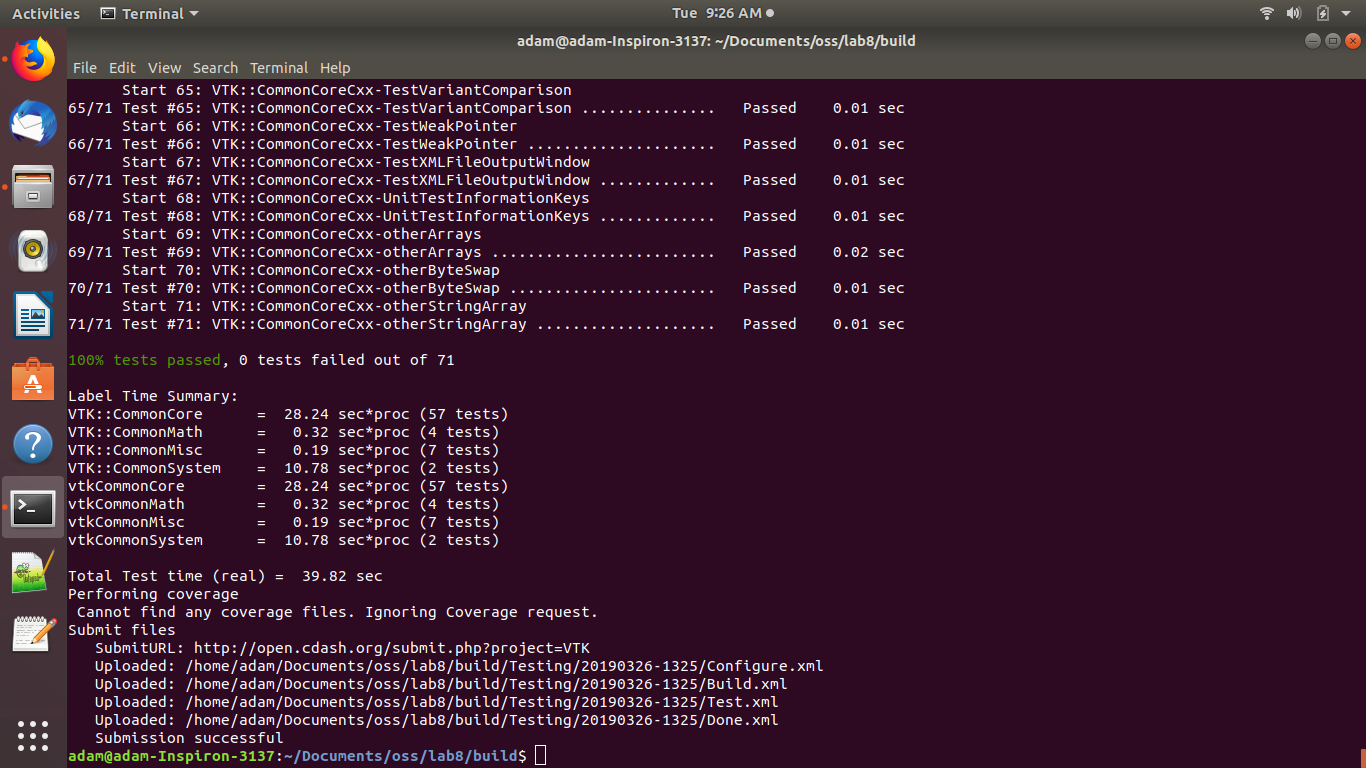 Activities Terminal Tue 9:26 AM
adam@adam-Inspiron-3137: ~/Documents/oss/lab8/build
File Edit View Search Terminal Help
      Start 65: VTK::CommonCoreCxx-TestVariantComparison
65/71 Test #65: VTK::CommonCoreCxx-TestVariantComparison ...............   Passed    0.01 sec
      Start 66: VTK::CommonCoreCxx-TestWeakPointer
66/71 Test #66: VTK::CommonCoreCxx-TestWeakPointer .....................   Passed    0.01 sec
      Start 67: VTK::CommonCoreCxx-TestXMLFileOutputWindow
67/71 Test #67: VTK::CommonCoreCxx-TestXMLFileOutputWindow .............   Passed    0.01 sec
      Start 68: VTK::CommonCoreCxx-UnitTestInformationKeys
68/71 Test #68: VTK::CommonCoreCxx-UnitTestInformationKeys .............   Passed    0.01 sec
      Start 69: VTK::CommonCoreCxx-otherArrays
69/71 Test #69: VTK::CommonCoreCxx-otherArrays .........................   Passed    0.02 sec
      Start 70: VTK::CommonCoreCxx-otherByteSwap
70/71 Test #70: VTK::CommonCoreCxx-otherByteSwap .......................   Passed    0.01 sec
      Start 71: VTK::CommonCoreCxx-otherStringArray
71/71 Test #71: VTK::CommonCoreCxx-otherStringArray ....................   Passed    0.01 sec
100% tests passed, 0 tests failed out of 71
Label Time Summary:
VTK::CommonCore      =  28.24 sec*proc (57 tests)
VTK::CommonMath      =   0.32 sec*proc (4 tests)
VTK::CommonMisc      =   0.19 sec*proc (7 tests)
VTK::CommonSystem    =  10.78 sec*proc (2 tests)
vtkCommonCore        =  28.24 sec*proc (57 tests)
vtkCommonMath        =   0.32 sec*proc (4 tests)
vtkCommonMisc        =   0.19 sec*proc (7 tests)
vtkCommonSystem      =  10.78 sec*proc (2 tests)
Total Test time (real) =  39.82 sec
Performing coverage
 Cannot find any coverage files. Ignoring Coverage request.
Submit files
   SubmitURL: http://open.cdash.org/submit.php?project=VTK
   Uploaded: /home/adam/Documents/oss/lab8/build/Testing/20190326-1325/Configure.xml
   Uploaded: /home/adam/Documents/oss/lab8/build/Testing/20190326-1325/Build.xml
   Uploaded: /home/adam/Documents/oss/lab8/build/Testing/20190326-1325/Test.xml
   Uploaded: /home/adam/Documents/oss/lab8/build/Testing/20190326-1325/Done.xml
   Submission successful
adam@adam-Inspiron-3137:~/Documents/oss/lab8/build$